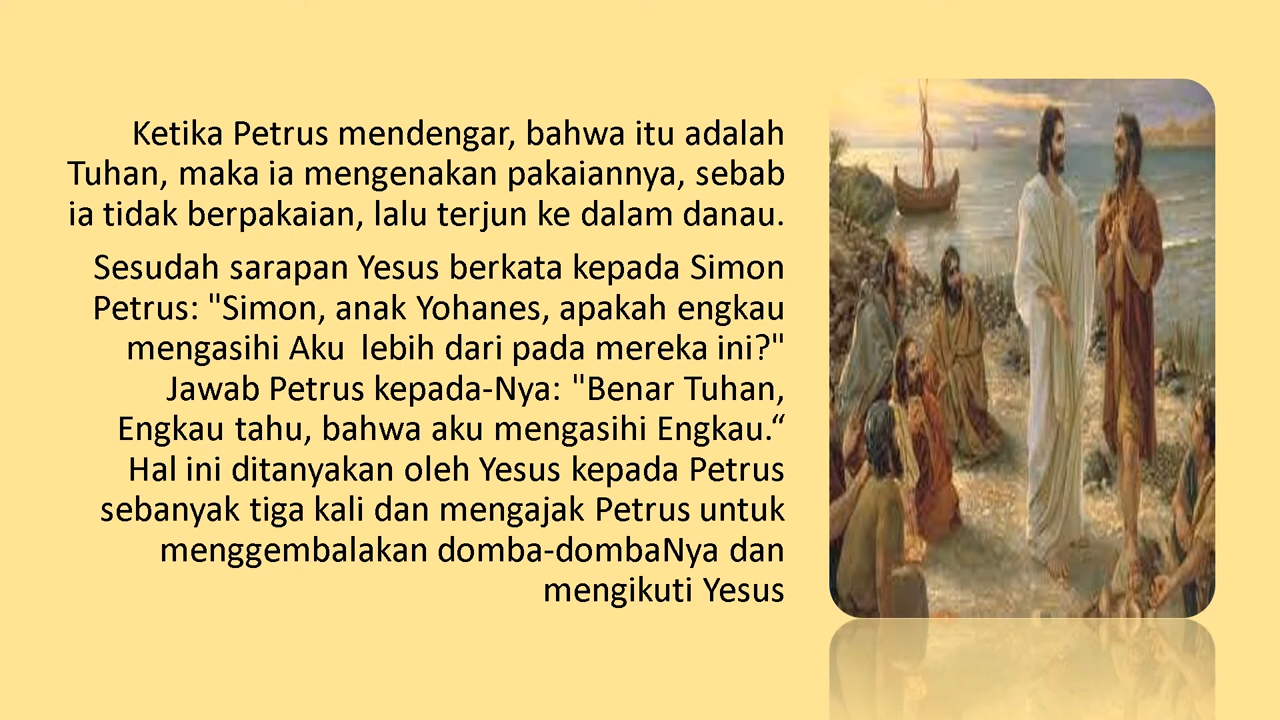 Ketika Petrus mendengar, bahwa itu adalah
Tuhan, maka ia mengenakan pakaiannya, sebab
ia tidak berpakaian, lalu terjun ke dalam danau.
Sesudah sarapan Yesus berkata kepada Simon
Petrus: "Simon, anak Yohanes, apakah engkau
mengasihi Aku  lebih dari pada mereka ini?"
Jawab Petrus kepada-Nya: "Benar Tuhan,
Engkau tahu, bahwa aku mengasihi Engkau.“
Hal ini ditanyakan oleh Yesus kepada Petrus
sebanyak tiga kali dan mengajak Petrus untuk
menggembalakan domba-dombaNya dan
mengikuti Yesus